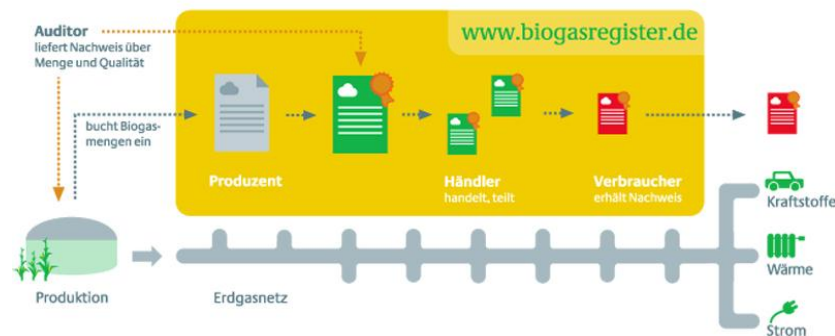 www.biogasregister.de
Auditor
liefert Nachweis über
Menge und Qualität
bucht Biogas-
mengen ein
Produzent
Händler
handelt, teilt
Verbraucher
erhält Nachweis
Kraftstoffe
Wärme
Strom
Produktion
Erdgasnetz